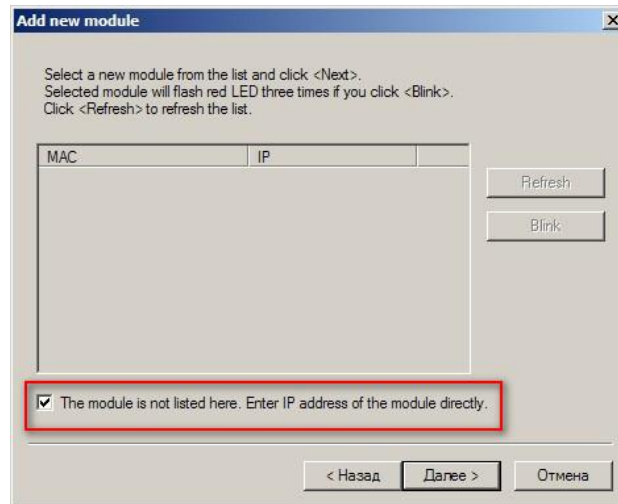 Add new module
Select a new module from the list and click <Next>.
Selected module will flash red LED three times if you click <Blink>.
Click <Refresh> to refresh the list.
MAC IP
Refresh
Blink
The module is not listed here. Enter IP address of the module directly.
< Назад Далее > Отмена